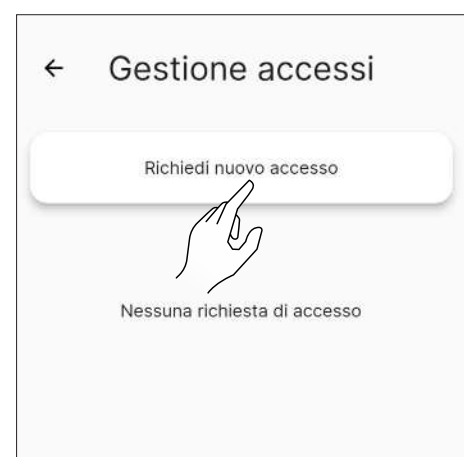 Gestione accessi
Richiedi nuovo accesso
Nessuna richiesta di accesso